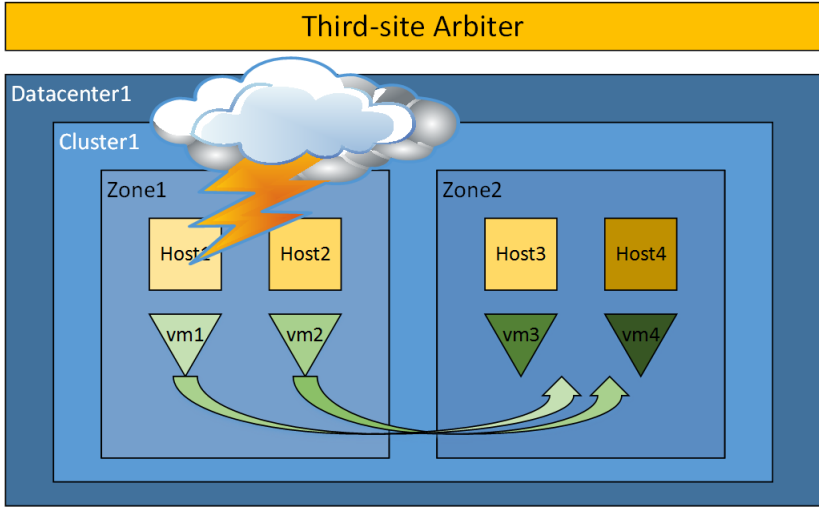 Third-site Arbiter
Datacenter1
Cluster1
Zone1
Zone2
Host1
Host2
Host3
Host4
vm1
vm2
vm3
vm4